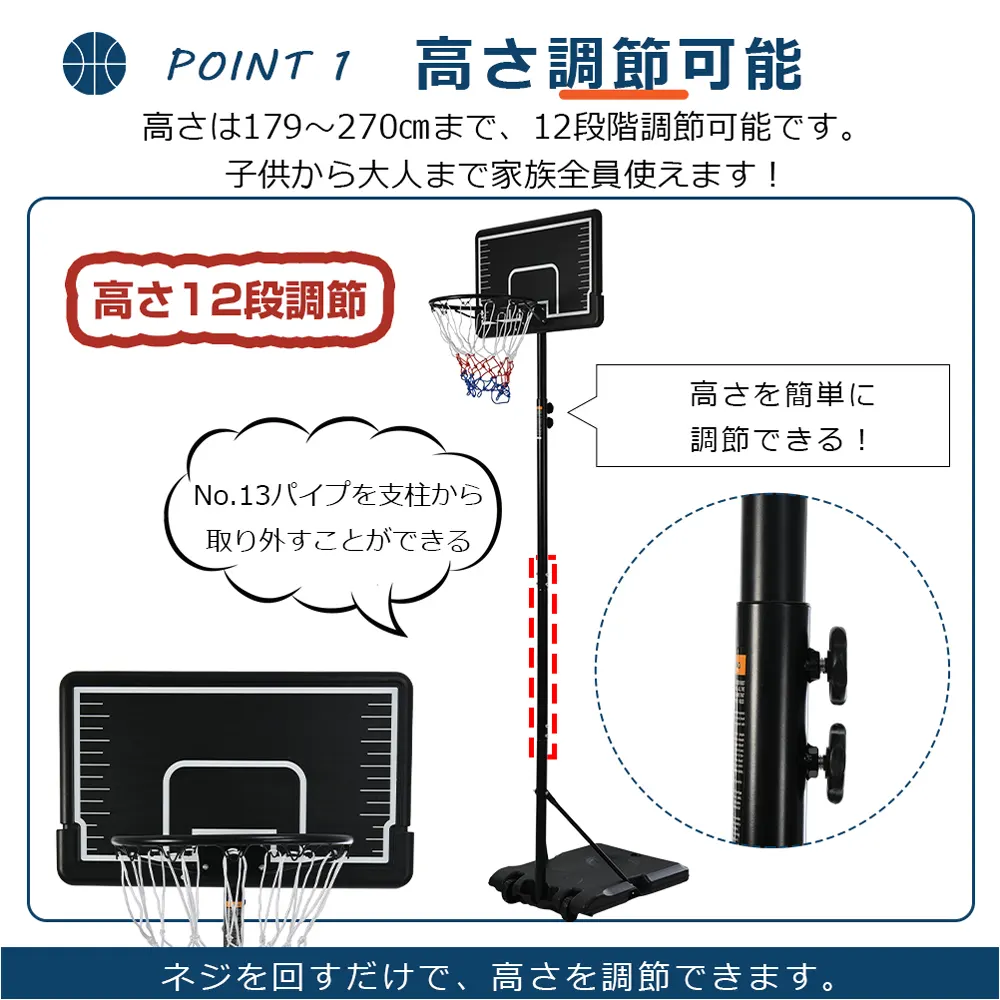 POINT 1 高さ調節可能
高さは179～270㎝まで、12段階調節可能です。
子供から大人まで家族全員使えます！
高さ12段調節
高さを簡単に
調節できる！
No.13パイプを支柱から
取り外すことができる
ネジを回すだけで、高さを調節できます。